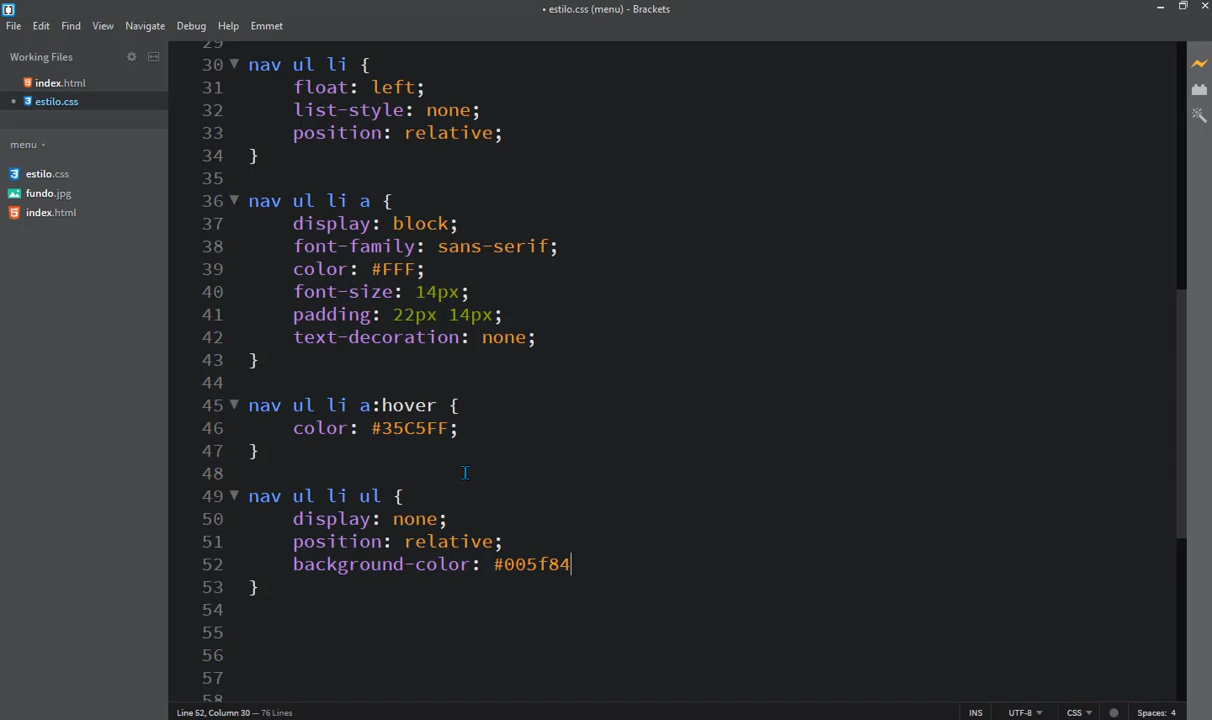 • estilo.css (menu) - Brackets
File Edit Find View Navigate Debug Help Emmet
Working Files
index.html
• estilo.css
menu
estilo.css
fundo.jpg
index.html
29
30 nav ul li {
31 float: left;
32 list-style: none;
33 position: relative;
34 }
35
36 nav ul li a {
37 display: block;
38 font-family: sans-serif;
39 color: #FFF;
40 font-size: 14px;
41 padding: 22px 14px;
42 text-decoration: none;
43 }
44
45 nav ul li a:hover {
46 color: #35C5FF;
47 }
48
49 nav ul li ul {
50 display: none;
51 position: relative;
52 background-color: #005f84
53 }
54
55
56
57
58
Line 52, Column 30 — 76 Lines
INS UTF-8 CSS Spaces: 4